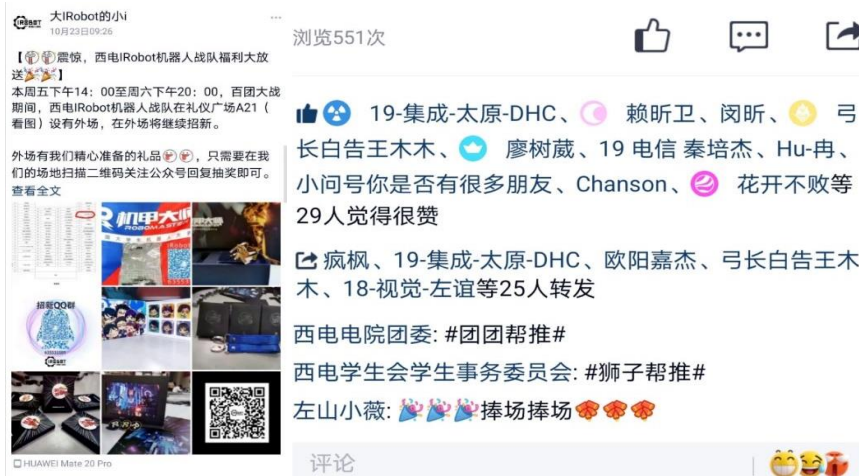 大IRobot的小i
10月23日09:26
【震惊，西电IRobot机器人战队福利大放
送】
本周五下午14：00至周六下午20：00，百团大战
期间，西电IRobot机器人战队在礼仪广场A21（
看图）设有外场，在外场将继续招新。
外场有我们精心准备的礼品，只需要在我
们的场地扫描二维码关注公众号回复抽奖即可。
查看全文
机甲大师
ROBOMASTER
招新QQ群
HUAWEI Mate 20 Pro
浏览551次
19-集成-太原-DHC、 赖昕卫、闵昕、 弓
长白告王木木、 廖树葳、19 电信 秦培杰、Hu-冉、
小问号你是否有很多朋友、Chanson、 花开不败等
29人觉得很赞
疯枫、19-集成-太原-DHC、欧阳嘉杰、弓长白告王木
木、18-视觉-左谊等25人转发
西电电院团委: #团团帮推#
西电学生会学生事务委员会: #狮子帮推#
左山小薇: 捧场捧场
评论